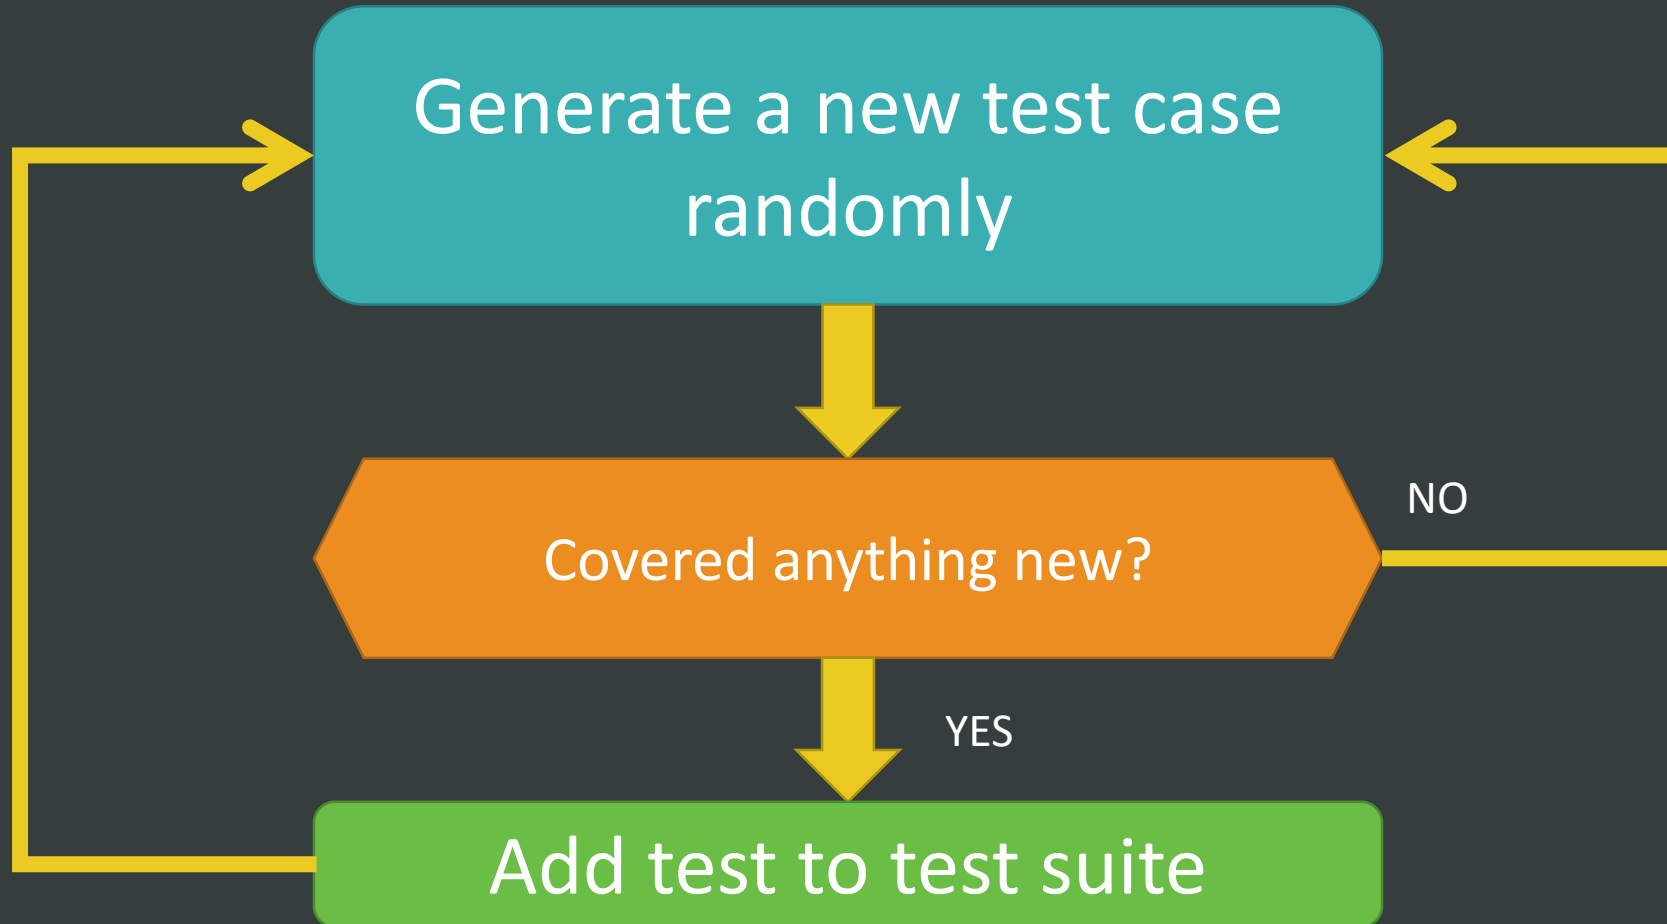 Generate a new test case
randomly
Covered anything new?
NO
YES
Add test to test suite